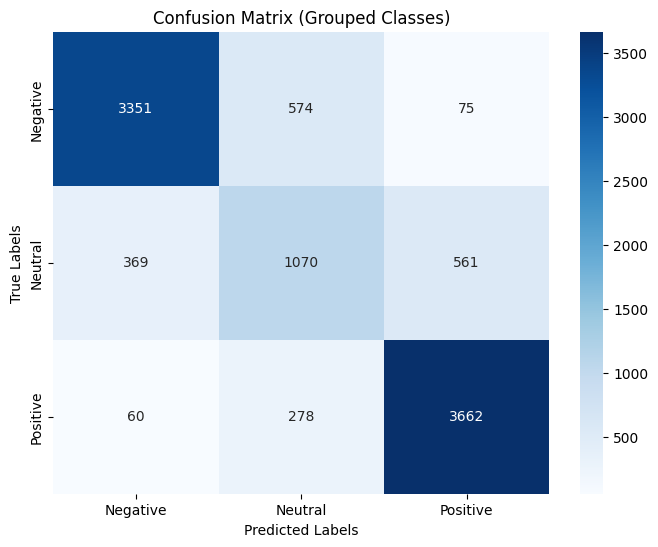 Confusion Matrix (Grouped Classes)
True Labels
Negative
3351 574 75
Neutral
369 1070 561
Positive
60 278 3662
Negative Neutral Positive
Predicted Labels
3500
3000
2500
2000
1500
1000
500